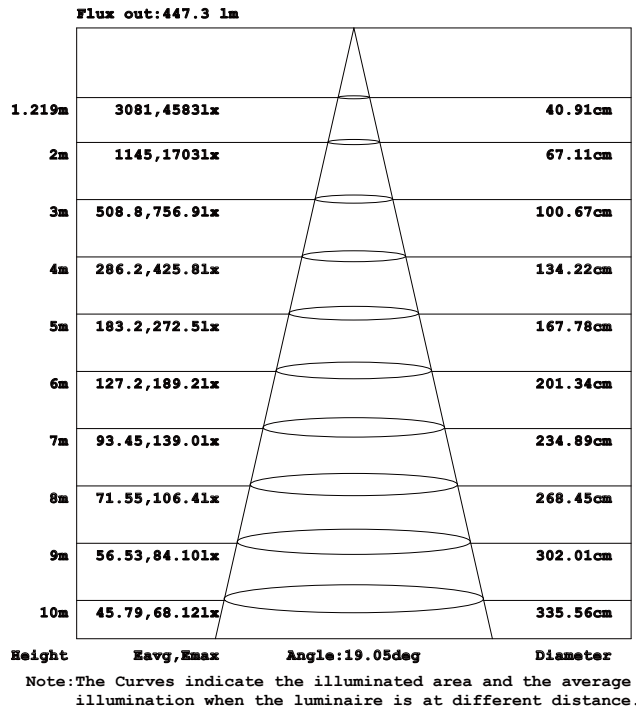 Flux out:447.3 lm
1.219m 3081,4583lx 40.91cm
2m 1145,1703lx 67.11cm
3m 508.8,756.9lx 100.67cm
4m 286.2,425.8lx 134.22cm
5m 183.2,272.5lx 167.78cm
6m 127.2,189.2lx 201.34cm
7m 93.45,139.0lx 234.89cm
8m 71.55,106.4lx 268.45cm
9m 56.53,84.10lx 302.01cm
10m 45.79,68.12lx 335.56cm
Height Eavg,Emax Angle:19.05deg Diameter
Note:The Curves indicate the illuminated area and the average
illumination when the luminaire is at different distance.